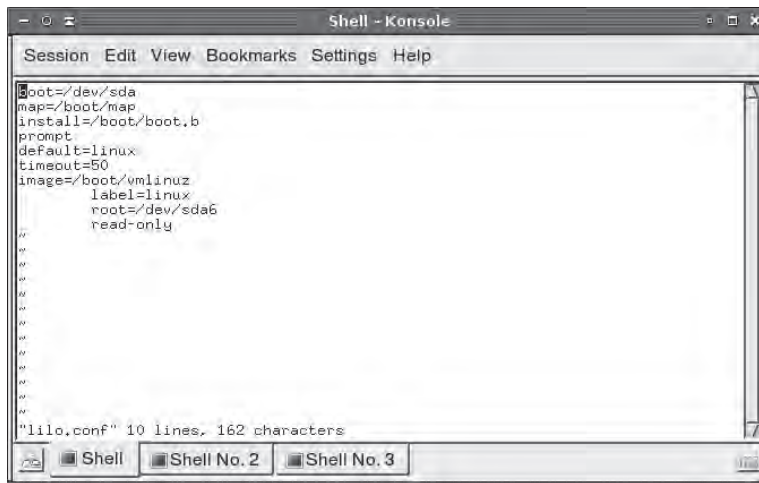 Shell - Konsole
Session Edit View Bookmarks Settings Help
boot=/dev/sda
map=/boot/map
install=/boot/boot.b
prompt
default=linux
timeout=50
image=/boot/vmlinuz
label=linux
root=/dev/sda6
read-only
~
~
~
~
~
~
~
~
~
~
~
~
~
"lilo.conf" 10 lines, 162 characters
Shell Shell No. 2 Shell No. 3